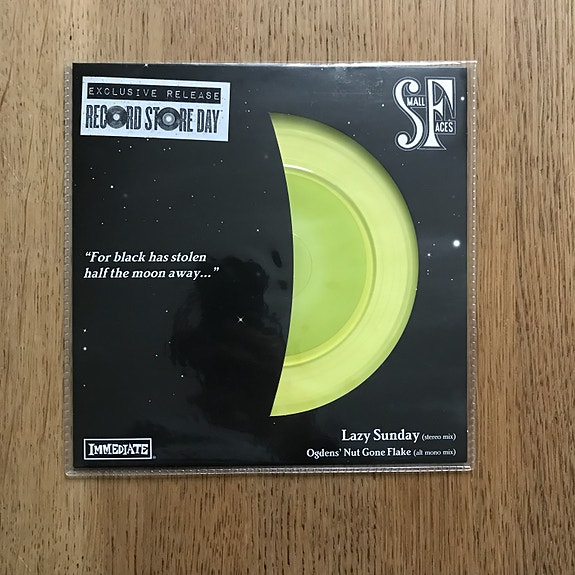 EXCLUSIVE RELEASE
RECORD STORE DAY
SMALL
FACES
“For black has stolen
half the moon away...”
Lazy Sunday (stereo mix)
Ogdens' Nut Gone Flake (alt mono mix)
IMMEDIATE